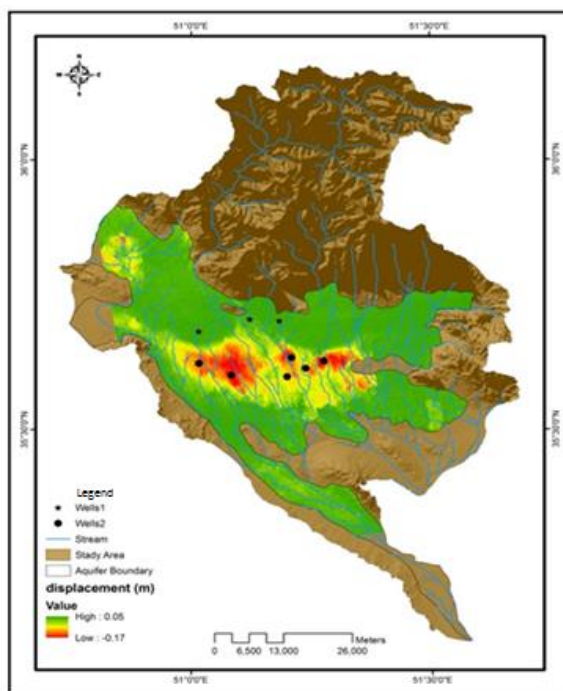 51°0'0"E 51°30'0"E
N
W E
S
36°0'0"N 36°0'0"N
35°30'0"N 35°30'0"N
Legend
Wells1
Wells2
Stream
Stady Area
Aquifer Boundary
displacement (m)
Value
High : 0.05
Low : -0.17
Meters
0 6,500 13,000 26,000
51°0'0"E 51°30'0"E